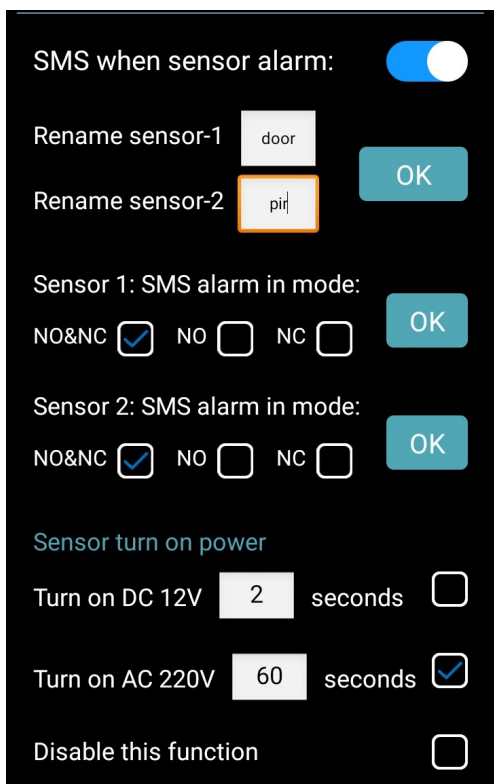 SMS when sensor alarm:
Rename sensor-1 door
OK
Rename sensor-2 pir
Sensor 1: SMS alarm in mode:
NO&NC NO NC OK
Sensor 2: SMS alarm in mode:
NO&NC NO NC OK
Sensor turn on power
Turn on DC 12V 2 seconds
Turn on AC 220V 60 seconds
Disable this function